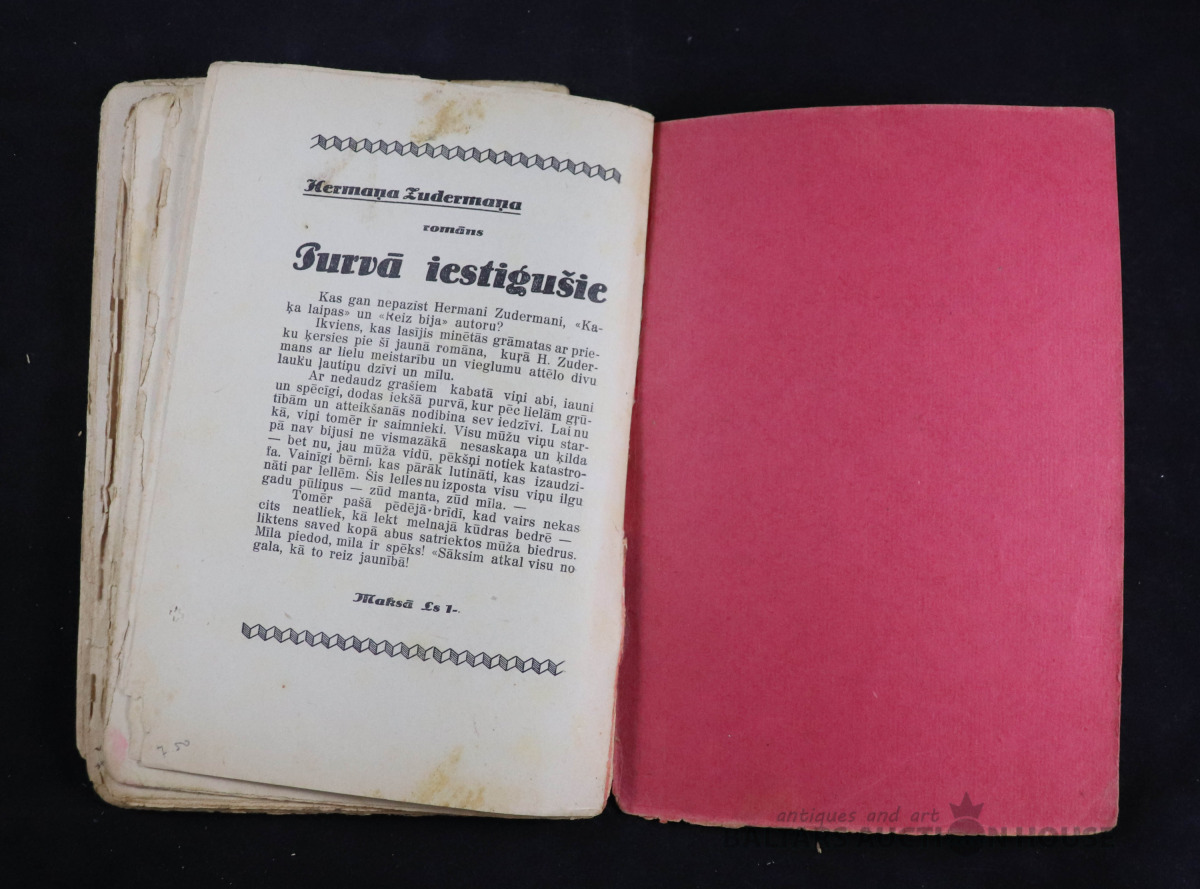 Hermaņa Zudermaņa
romāns
Purvā iestigušie
Kas gan nepazīst Hermani Zudermani, «Ka-
ķa laipas» un «Reiz bija» autoru?
Ikviens, kas lasījis minētās grāmatas ar prie-
ku ķersies pie šī jaunā romāna, kuŗā H. Zuder-
mans ar lielu meistarību un vieglumu attēlo divu
lauku ļautiņu dzīvi un mīlu.
Ar nedaudz grašiem kabatā viņi abi, iauni
un spēcīgi, dodas iekšā purvā, kur pēc lielām grū-
tībām un atteikšanās nodibina sev iedzīvi. Lai nu
kā, viņi tomēr ir saimnieki. Visu mūžu viņu star-
pā nav bijusi ne vismazākā nesaskaņa un ķilda
— bet nu, jau mūža vidū, pēkšņi notiek katastro-
fa. Vainīgi bērni, kas pārāk lutināti, kas izaudzi-
nāti par lellēm. Šis lelles nu izposta visu viņu ilgu
gadu pūliņus — zūd manta, zūd mīla. —
Tomēr pašā pēdējā brīdī, kad vairs nekas
cits neatliek, kā lekt melnajā kūdras bedrē —
liktens saved kopā abus satriektos mūža biedrus.
Mīla piedod, mīla ir spēks! «Sāksim atkal visu no
gala, kā to reiz jaunībā!
Maksā Ls 1-.
2 50
antiques and art
BALTARS AUCTION HOUSE